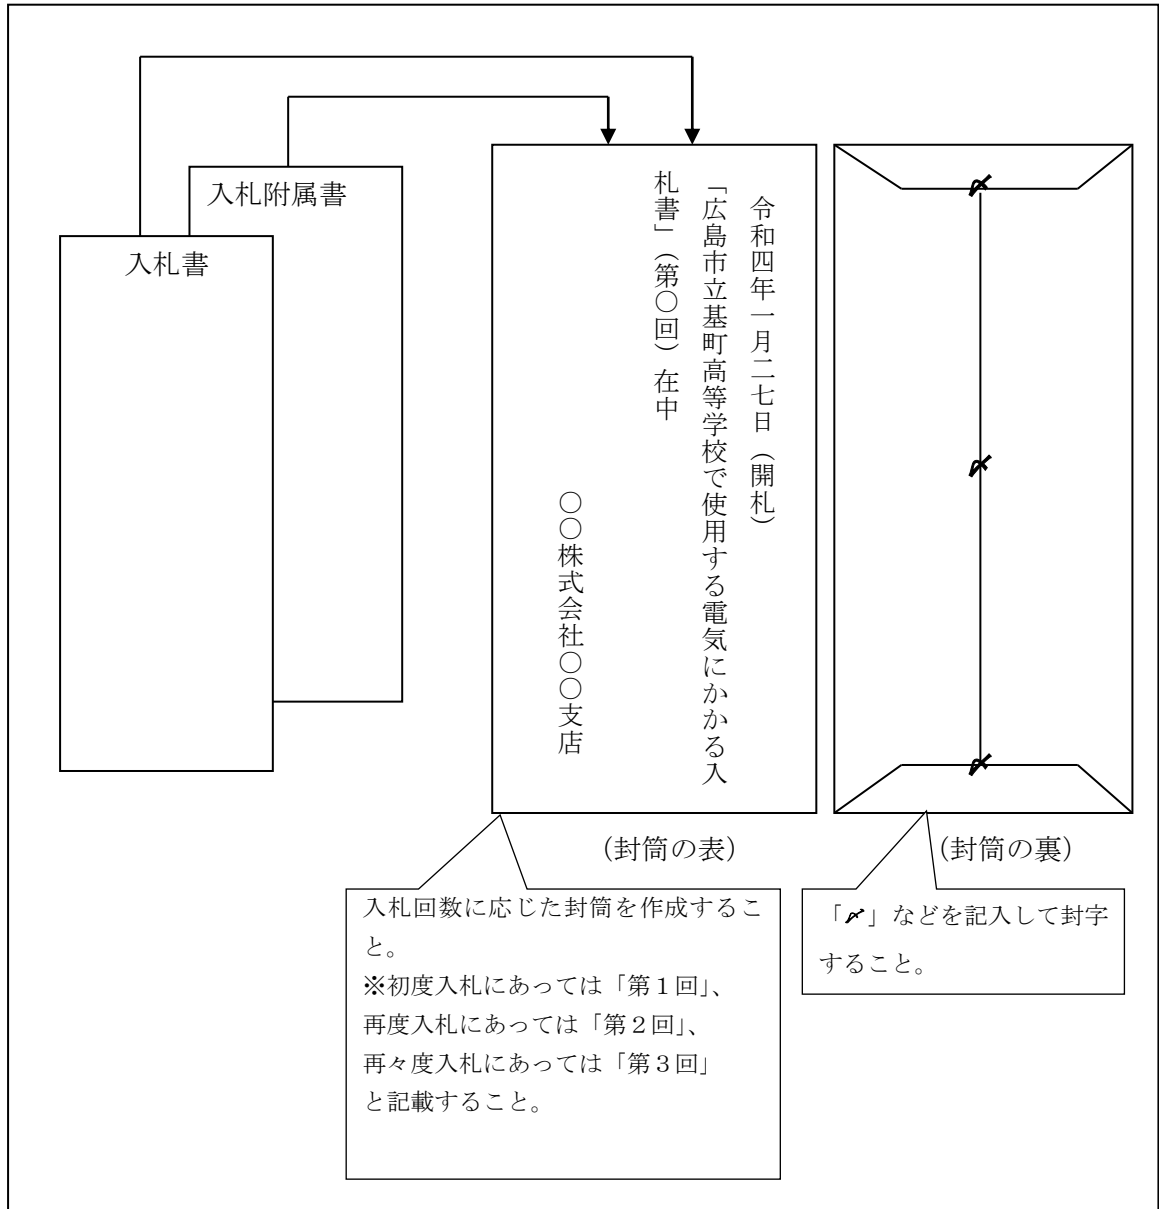 入札附属書
入札書
令和四年一月二七日（開札）
「広島市立基町高等学校で使用する電気にかかる入
札書」（第〇回）在中
〇〇株式会社〇〇支店
（封筒の表）
（封筒の裏）
入札回数に応じた封筒を作成するこ
と。
※初度入札にあっては「第１回」、
再度入札にあっては「第２回」、
再々度入札にあっては「第３回」
と記載すること。
「〆」などを記入して封字
すること。
〆
〆
〆